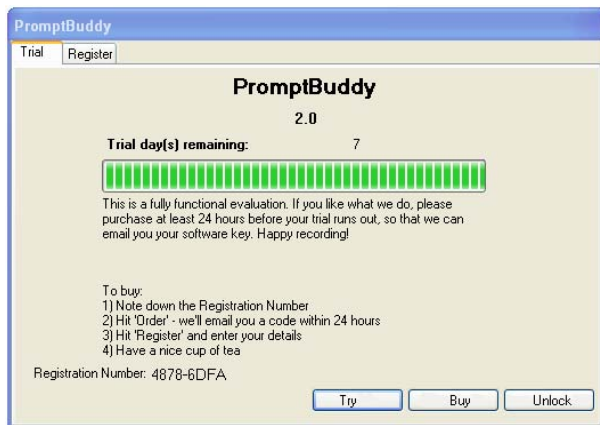 PromptBuddy
Trial Register
PromptBuddy
2.0
Trial day(s) remaining: 7
This is a fully functional evaluation. If you like what we do, please
purchase at least 24 hours before your trial runs out, so that we can
email you your software key. Happy recording!
To buy:
1) Note down the Registration Number
2) Hit 'Order' - we'll email you a code within 24 hours
3) Hit 'Register' and enter your details
4) Have a nice cup of tea
Registration Number: 4878-6DFA
Try Buy Unlock